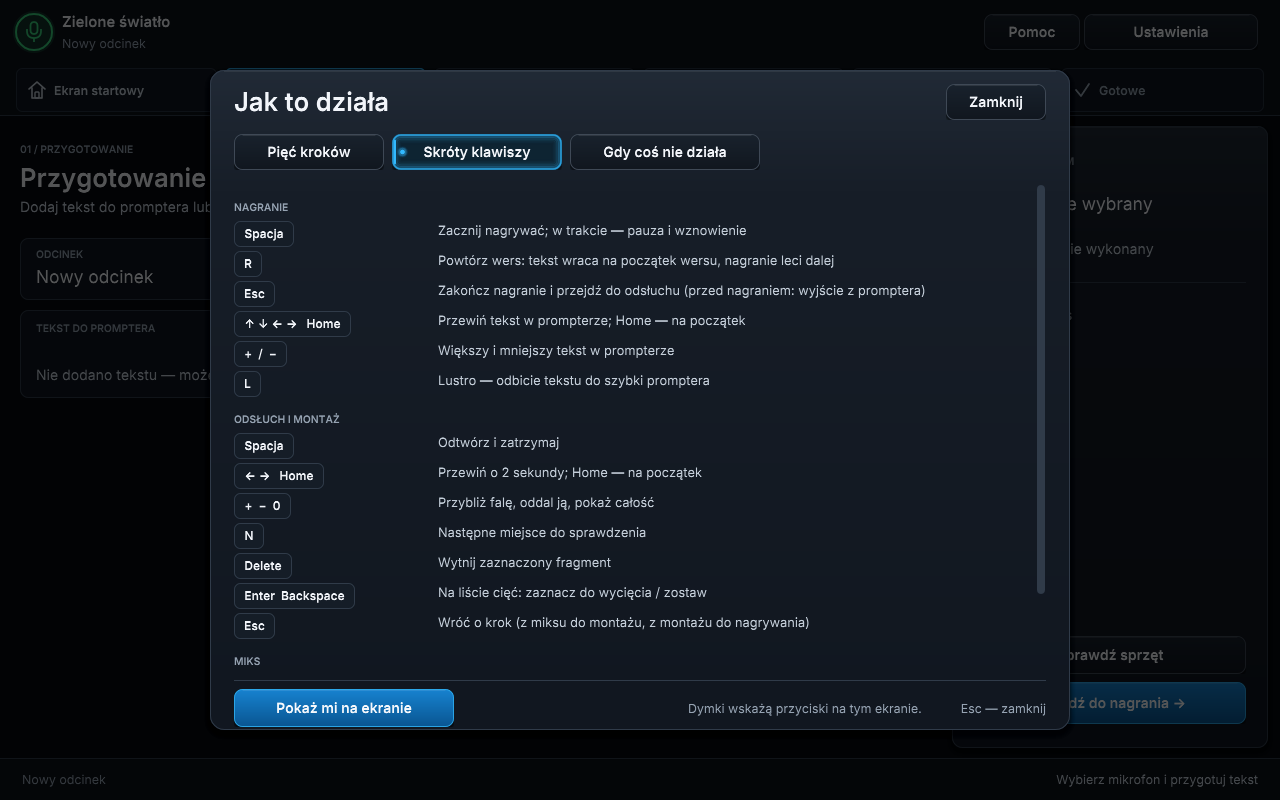 Zielone światło
Nowy odcinek
Pomoc
Ustawienia
Ekran startowy
Gotowe
01 / PRZYGOTOWANIE
Przygotowanie
Dodaj tekst do promptera lub
ODCINEK
Nowy odcinek
TEKST DO PROMPTERA
Nie dodano tekstu —
Jak to działa
Zamknij
Pięć kroków
Skróty klawiszy
Gdy coś nie działa
NAGRANIE
Spacja Zacznij nagrywać; w trakcie — pauza i wznowienie
R Powtórz wers: tekst wraca na początek wersu, nagranie leci dalej
Esc Zakończ nagranie i przejdź do odsłuchu (przed nagraniem: wyjście z promptera)
↑ ↓ ← → Home Przewiń tekst w prompterze; Home — na początek
+ / − Większy i mniejszy tekst w prompterze
L Lustro — odbicie tekstu do szybki promptera
ODSŁUCH I MONTAŻ
Spacja Odtwórz i zatrzymaj
← → Home Przewiń o 2 sekundy; Home — na początek
+ − 0 Przybliż falę, oddal ją, pokaż całość
N Następne miejsce do sprawdzenia
Delete Wytnij zaznaczony fragment
Enter Backspace Na liście cięć: zaznacz do wycięcia / zostaw
Esc Wróć o krok (z miksu do montażu, z montażu do nagrywania)
MIKS
Pokaż mi na ekranie
Dymki wskażą przyciski na tym ekranie.
Esc — zamknij
wybrany
wykonany
sprzęt
do nagrania →
Nowy odcinek
Wybierz mikrofon i przygotuj tekst